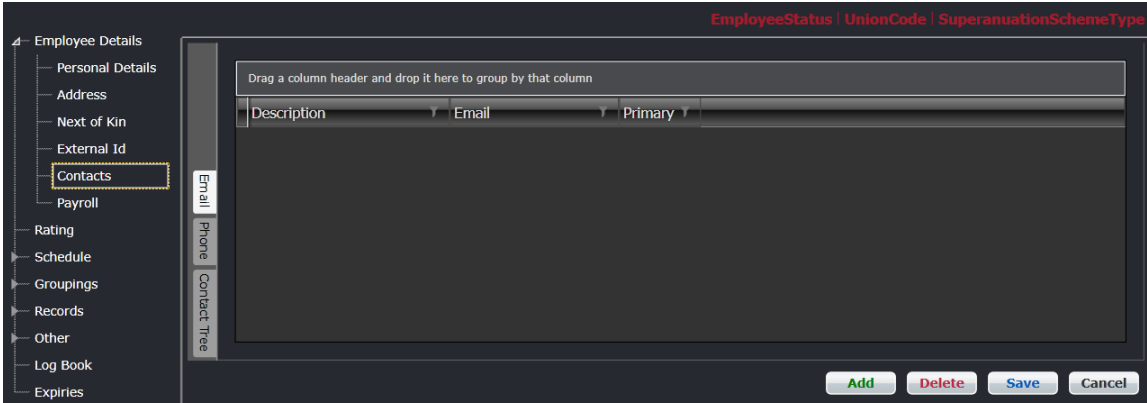 EmployeeStatus | UnionCode | SuperanuationSchemeType
Employee Details
Personal Details
Address
Next of Kin
External Id
Contacts
Payroll
Rating
Schedule
Groupings
Records
Other
Log Book
Expiries
Email
Phone
Contact Tree
Drag a column header and drop it here to group by that column
Description Email Primary
Add Delete Save Cancel